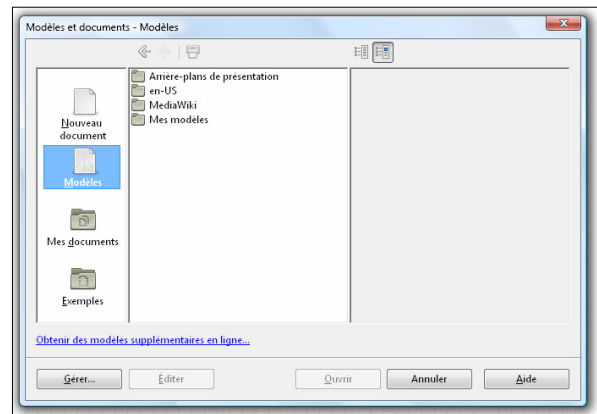 Modèles et documents - Modèles
Nouveau
document
Modèles
Mes documents
Exemples
Arrière-plans de présentation
en-US
MediaWiki
Mes modèles
Obtenir des modèles supplémentaires en ligne...
Gérer...
Éditer
Ouvrir
Annuler
Aide